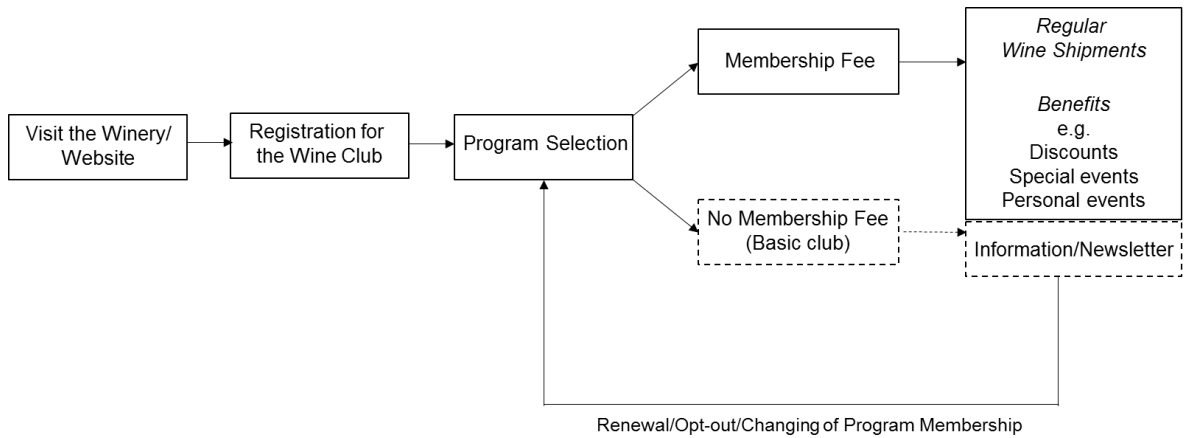 Visit the Winery/
Website
Registration for
the Wine Club
Program Selection
Membership Fee
No Membership Fee
(Basic club)
Regular
Wine Shipments
Benefits
e.g.
Discounts
Special events
Personal events
Information/Newsletter
Renewal/Opt-out/Changing of Program Membership